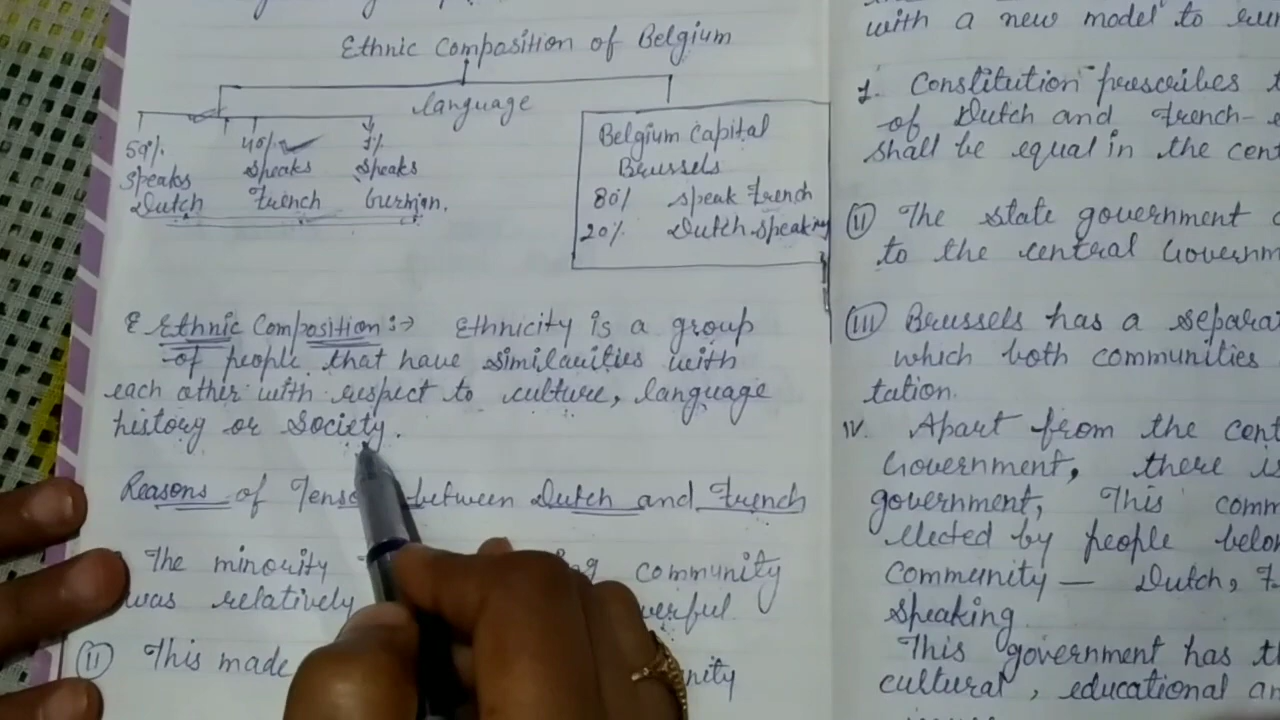 Ethnic Composition of Belgium
language
59%
speaks
Dutch
40%
speaks
French
1%
speaks
German.
Belgium Capital
Brussels
80% speak French
20% Dutch speaking
Ethnic Composition :→ Ethnicity is a group
of people that have similarities with
each other with respect to culture, language
history or Society.
Reasons of between Dutch and French
The minority community
was relatively
II This made
with a new model to
I. Constitution prescribes
of Dutch and French-
shall be equal in the
II The state government
to the central
III Brussels has a
which both communities
tation.
IV. Apart from the
Government, there is
government, This
elected by people
community — Dutch,
speaking
This government has
cultural, educational